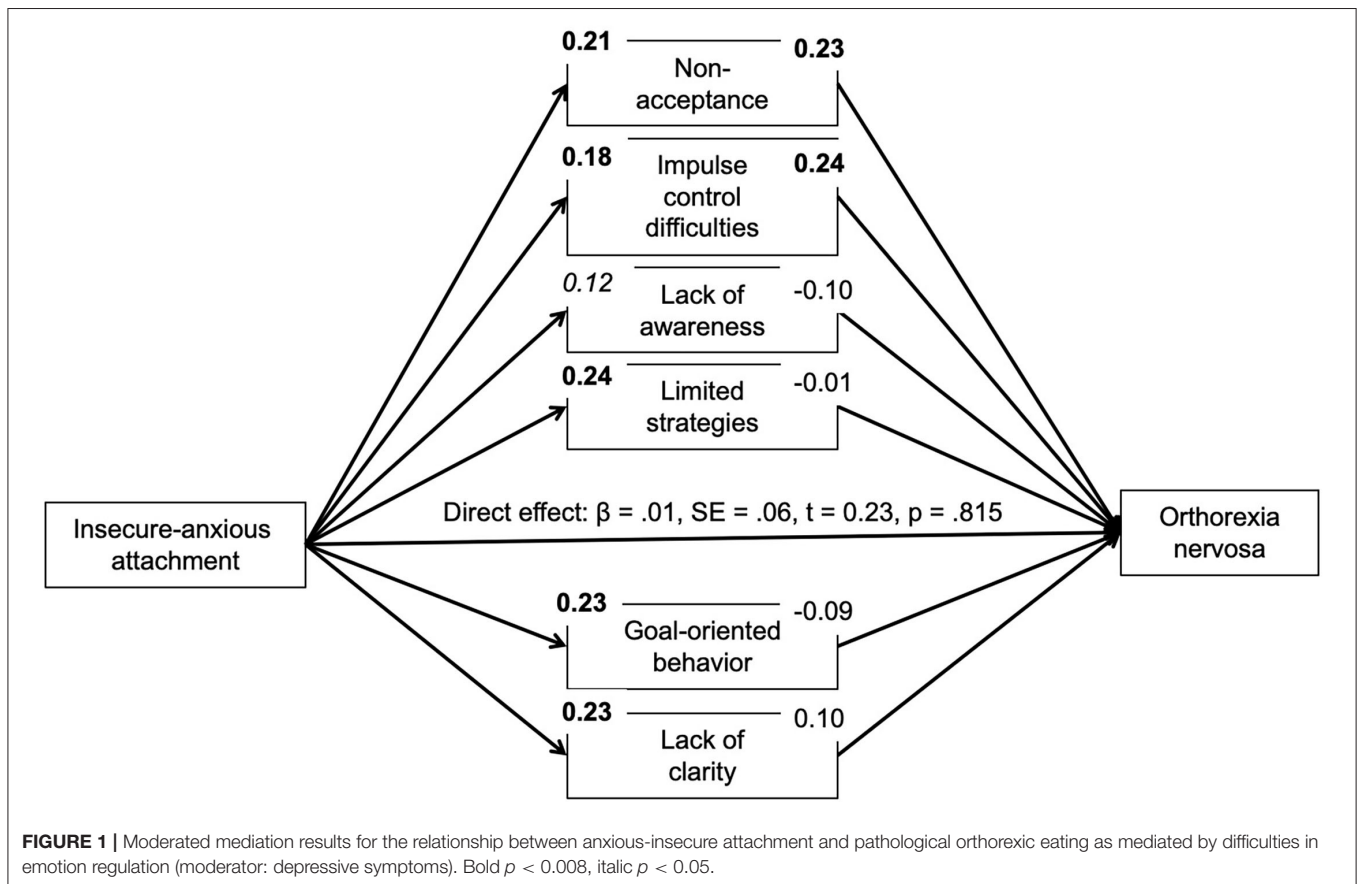 0.21
0.23
Non-
acceptance
0.18
0.24
Impulse
control
difficulties
0.12
-0.10
Lack of
awareness
0.24
-0.01
Limited
strategies
Direct effect: β = .01, SE = .06, t = 0.23, p = .815
Insecure-anxious
attachment
Orthorexia
nervosa
0.23
-0.09
Goal-oriented
behavior
0.23
0.10
Lack of
clarity
FIGURE 1 | Moderated mediation results for the relationship between anxious-insecure attachment and pathological orthorexic eating as mediated by difficulties in
emotion regulation (moderator: depressive symptoms). Bold p < 0.008, italic p < 0.05.